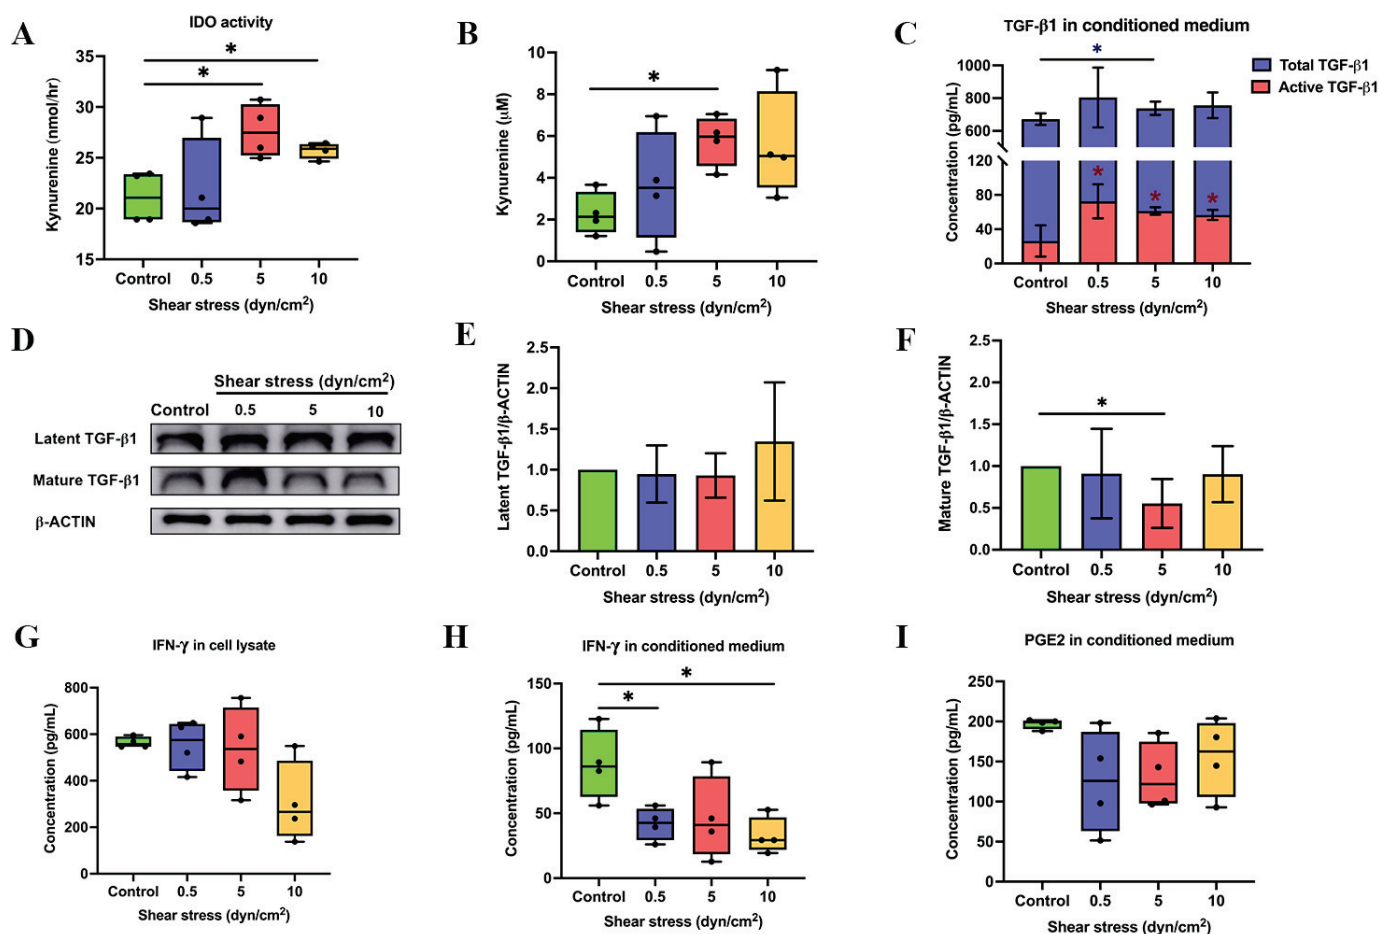 A
IDO activity
Kynurenine (nmol/hr)
35
30
25
20
15
*
*
Control 0.5 5 10
Shear stress (dyn/cm²)
B
Kynurenine (μM)
10
8
6
4
2
0
*
Control 0.5 5 10
Shear stress (dyn/cm²)
C
TGF-β1 in conditioned medium
Concentration (pg/mL)
1000
800
600
120
80
40
0
*
* * *
Control 0.5 5 10
Shear stress (dyn/cm²)
Total TGF-β1
Active TGF-β1
D
Shear stress (dyn/cm²)
Control 0.5 5 10
Latent TGF-β1
Mature TGF-β1
β-ACTIN
E
Latent TGF-β1/β-ACTIN
2.5
2.0
1.5
1.0
0.5
0.0
Control 0.5 5 10
Shear stress (dyn/cm²)
F
Mature TGF-β1/β-ACTIN
2.5
2.0
1.5
1.0
0.5
0.0
*
Control 0.5 5 10
Shear stress (dyn/cm²)
G
IFN-γ in cell lysate
Concentration (pg/mL)
800
600
400
200
0
Control 0.5 5 10
Shear stress (dyn/cm²)
H
IFN-γ in conditioned medium
Concentration (pg/mL)
150
100
50
0
*
*
Control 0.5 5 10
Shear stress (dyn/cm²)
I
PGE2 in conditioned medium
Concentration (pg/mL)
250
200
150
100
50
0
Control 0.5 5 10
Shear stress (dyn/cm²)